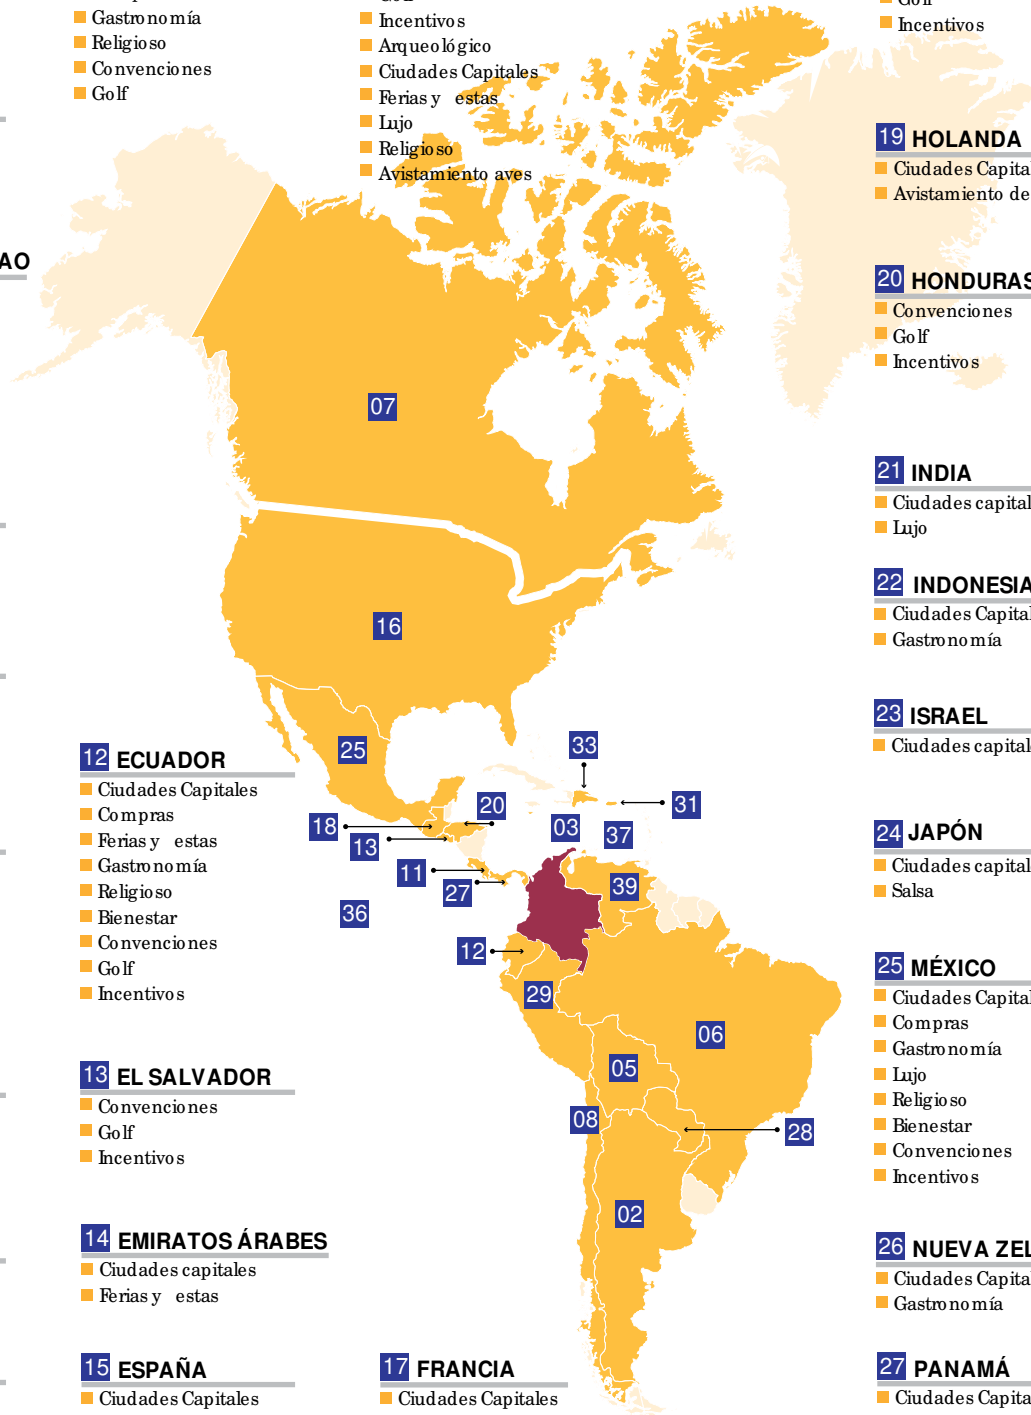 Gastronomía
Religioso
Convenciones
Golf
Golf
Incentivos
Arqueológico
Ciudades Capitales
Ferias y estas
Lujo
Religioso
Avistamiento aves
Golf
Incentivos
AO
19 HOLANDA
Ciudades Capital
Avistamiento de
20 HONDURAS
Convenciones
Golf
Incentivos
21 INDIA
Ciudades capital
Lujo
22 INDONESIA
Ciudades Capital
Gastronomía
23 ISRAEL
Ciudades capitale
24 JAPÓN
Ciudades capital
Salsa
25 MÉXICO
Ciudades Capital
Compras
Gastronomía
Lujo
Religioso
Bienestar
Convenciones
Incentivos
26 NUEVA ZEL
Ciudades Capital
Gastronomía
27 PANAMÁ
Ciudades Capita
12 ECUADOR
Ciudades Capitales
Compras
Ferias y estas
Gastronomía
Religioso
Bienestar
Convenciones
Golf
Incentivos
13 EL SALVADOR
Convenciones
Golf
Incentivos
14 EMIRATOS ÁRABES
Ciudades capitales
Ferias y estas
15 ESPAÑA
Ciudades Capitales
17 FRANCIA
Ciudades Capitales
07
16
25
33
20
31
18
03
37
13
11
27
39
36
12
29
06
05
08
28
02